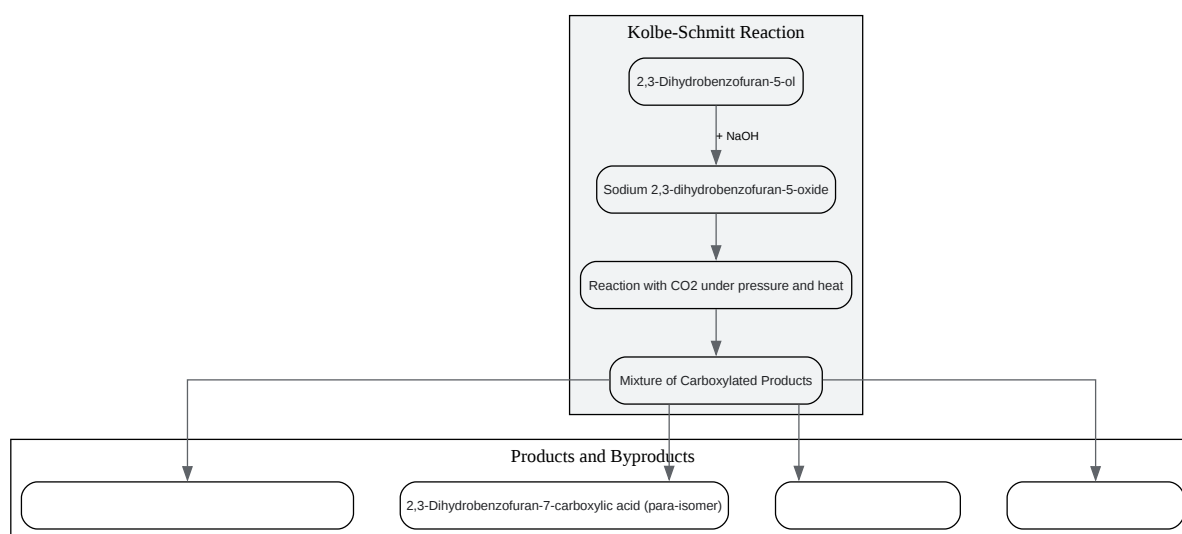 Kolbe-Schmitt Reaction
2,3-Dihydrobenzofuran-5-ol
+ NaOH
Sodium 2,3-dihydrobenzofuran-5-oxide
Reaction with CO2 under pressure and heat
Mixture of Carboxylated Products
Products and Byproducts
2,3-Dihydrobenzofuran-7-carboxylic acid (para-isomer)